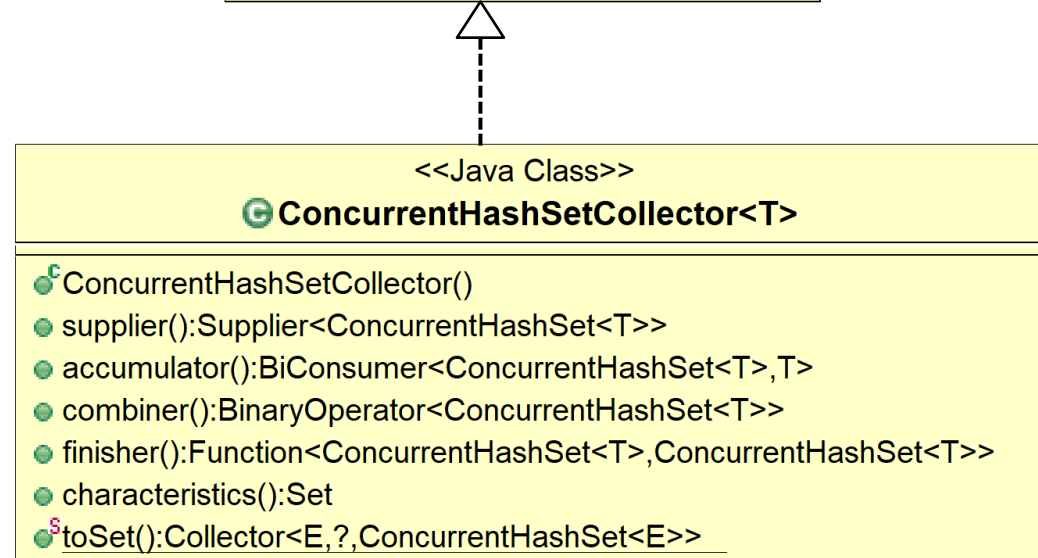 <<Java Class>>
C ConcurrentHashSetCollector<T>
C ConcurrentHashSetCollector()
supplier():Supplier<ConcurrentHashSet<T>>
accumulator():BiConsumer<ConcurrentHashSet<T>,T>
combiner():BinaryOperator<ConcurrentHashSet<T>>
finisher():Function<ConcurrentHashSet<T>,ConcurrentHashSet<T>>
characteristics():Set
S toSet():Collector<E,?,ConcurrentHashSet<E>>